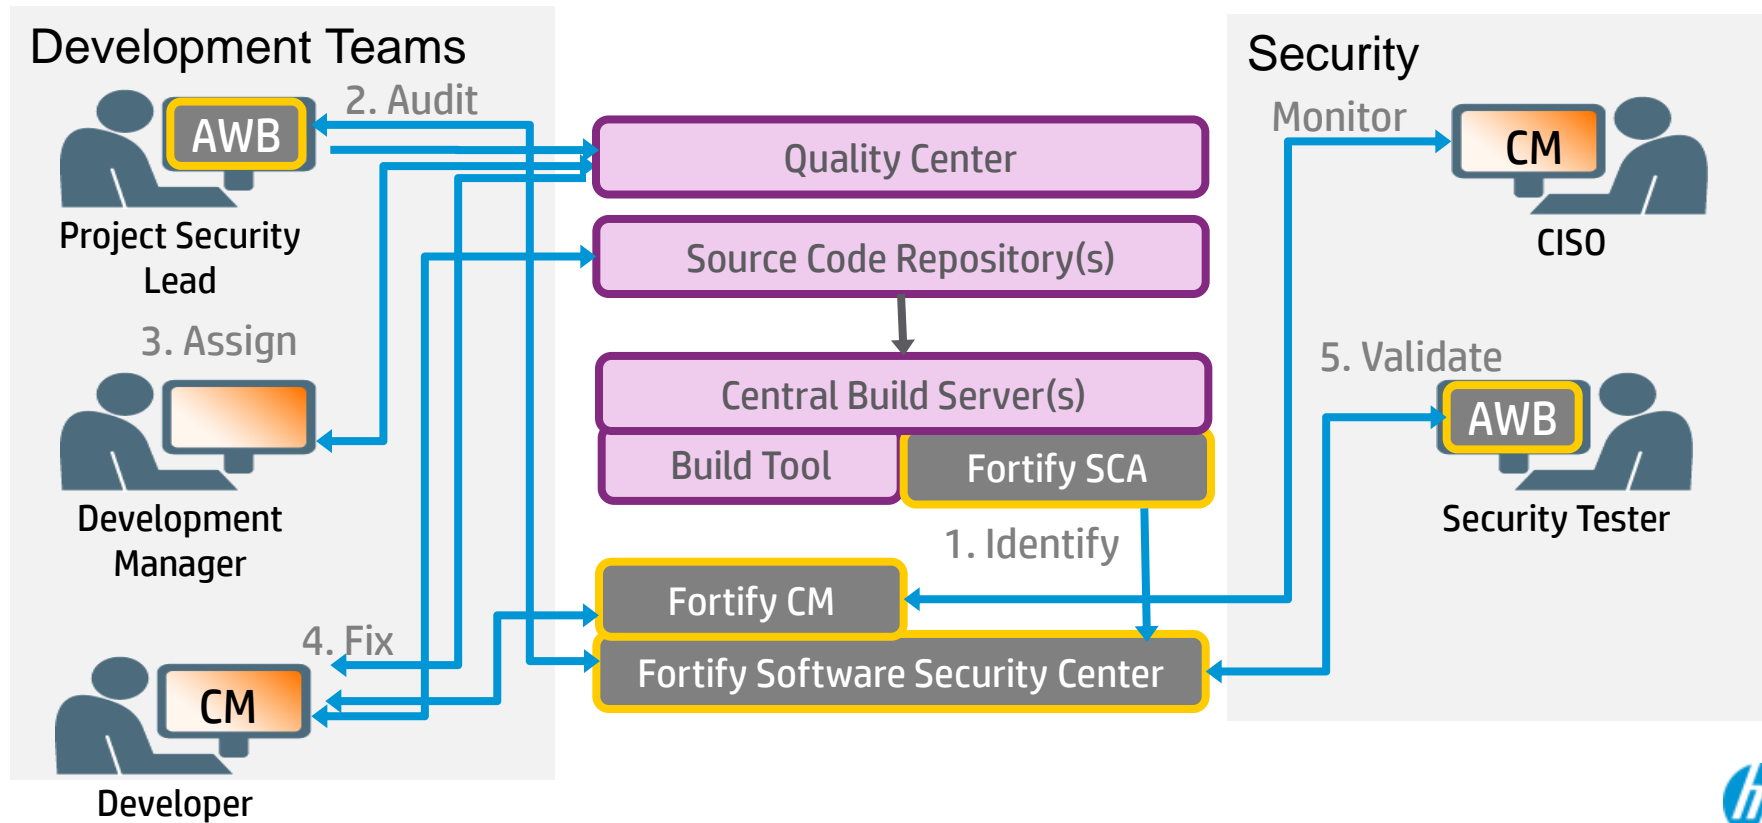 Development Teams
2. Audit
AWB
Project Security
Lead
3. Assign
Development
Manager
4. Fix
CM
Developer
Quality Center
Source Code Repository(s)
Central Build Server(s)
Build Tool
Fortify SCA
1. Identify
Fortify CM
Fortify Software Security Center
Security
Monitor
CM
CISO
5. Validate
AWB
Security Tester
hp